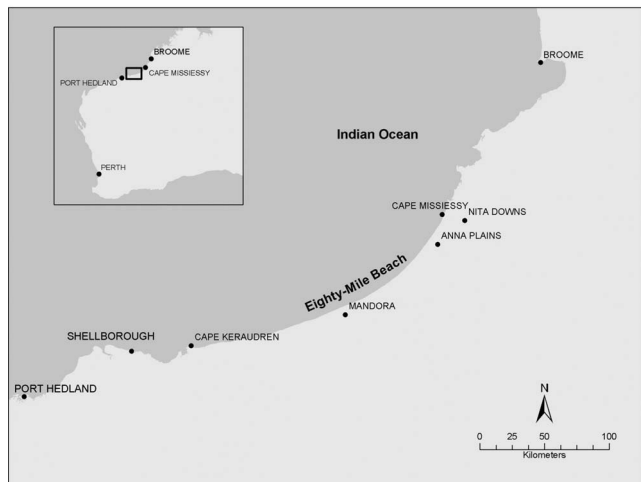 BROOME
CAPE MISSIESSY
PORT HEDLAND
PERTH
BROOME
Indian Ocean
CAPE MISSIESSY
NITA DOWNS
ANNA PLAINS
Eighty-Mile Beach
MANDORA
SHELLBOROUGH
CAPE KERAUDREN
PORT HEDLAND
N
0 25 50 100
Kilometers